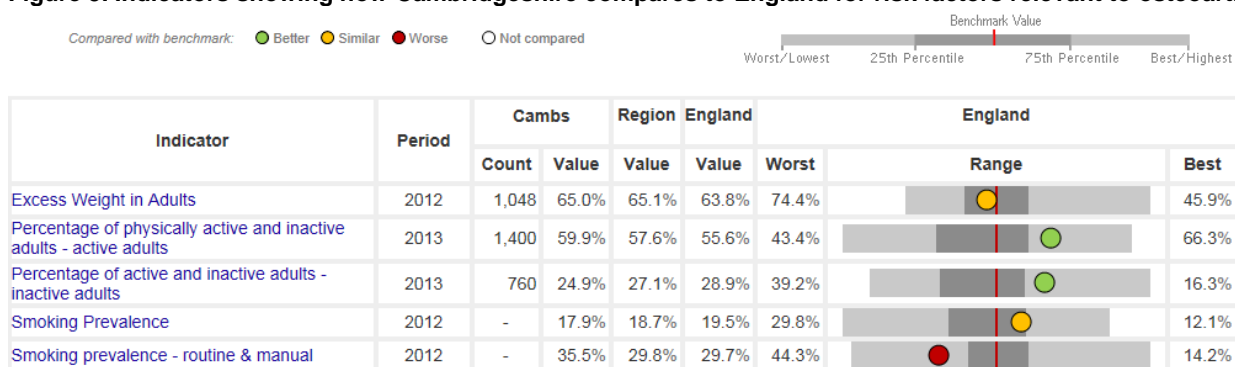 Compared with benchmark: Better Similar Worse Not compared
Benchmark Value
Worst/Lowest 25th Percentile 75th Percentile Best/Highest
Indicator Period Cambs Region England England
Count Value Value Value Worst Range Best
Excess Weight in Adults 2012 1,048 65.0% 65.1% 63.8% 74.4% 45.9%
Percentage of physically active and inactive
adults - active adults 2013 1,400 59.9% 57.6% 55.6% 43.4% 66.3%
Percentage of active and inactive adults -
inactive adults 2013 760 24.9% 27.1% 28.9% 39.2% 16.3%
Smoking Prevalence 2012 - 17.9% 18.7% 19.5% 29.8% 12.1%
Smoking prevalence - routine & manual 2012 - 35.5% 29.8% 29.7% 44.3% 14.2%